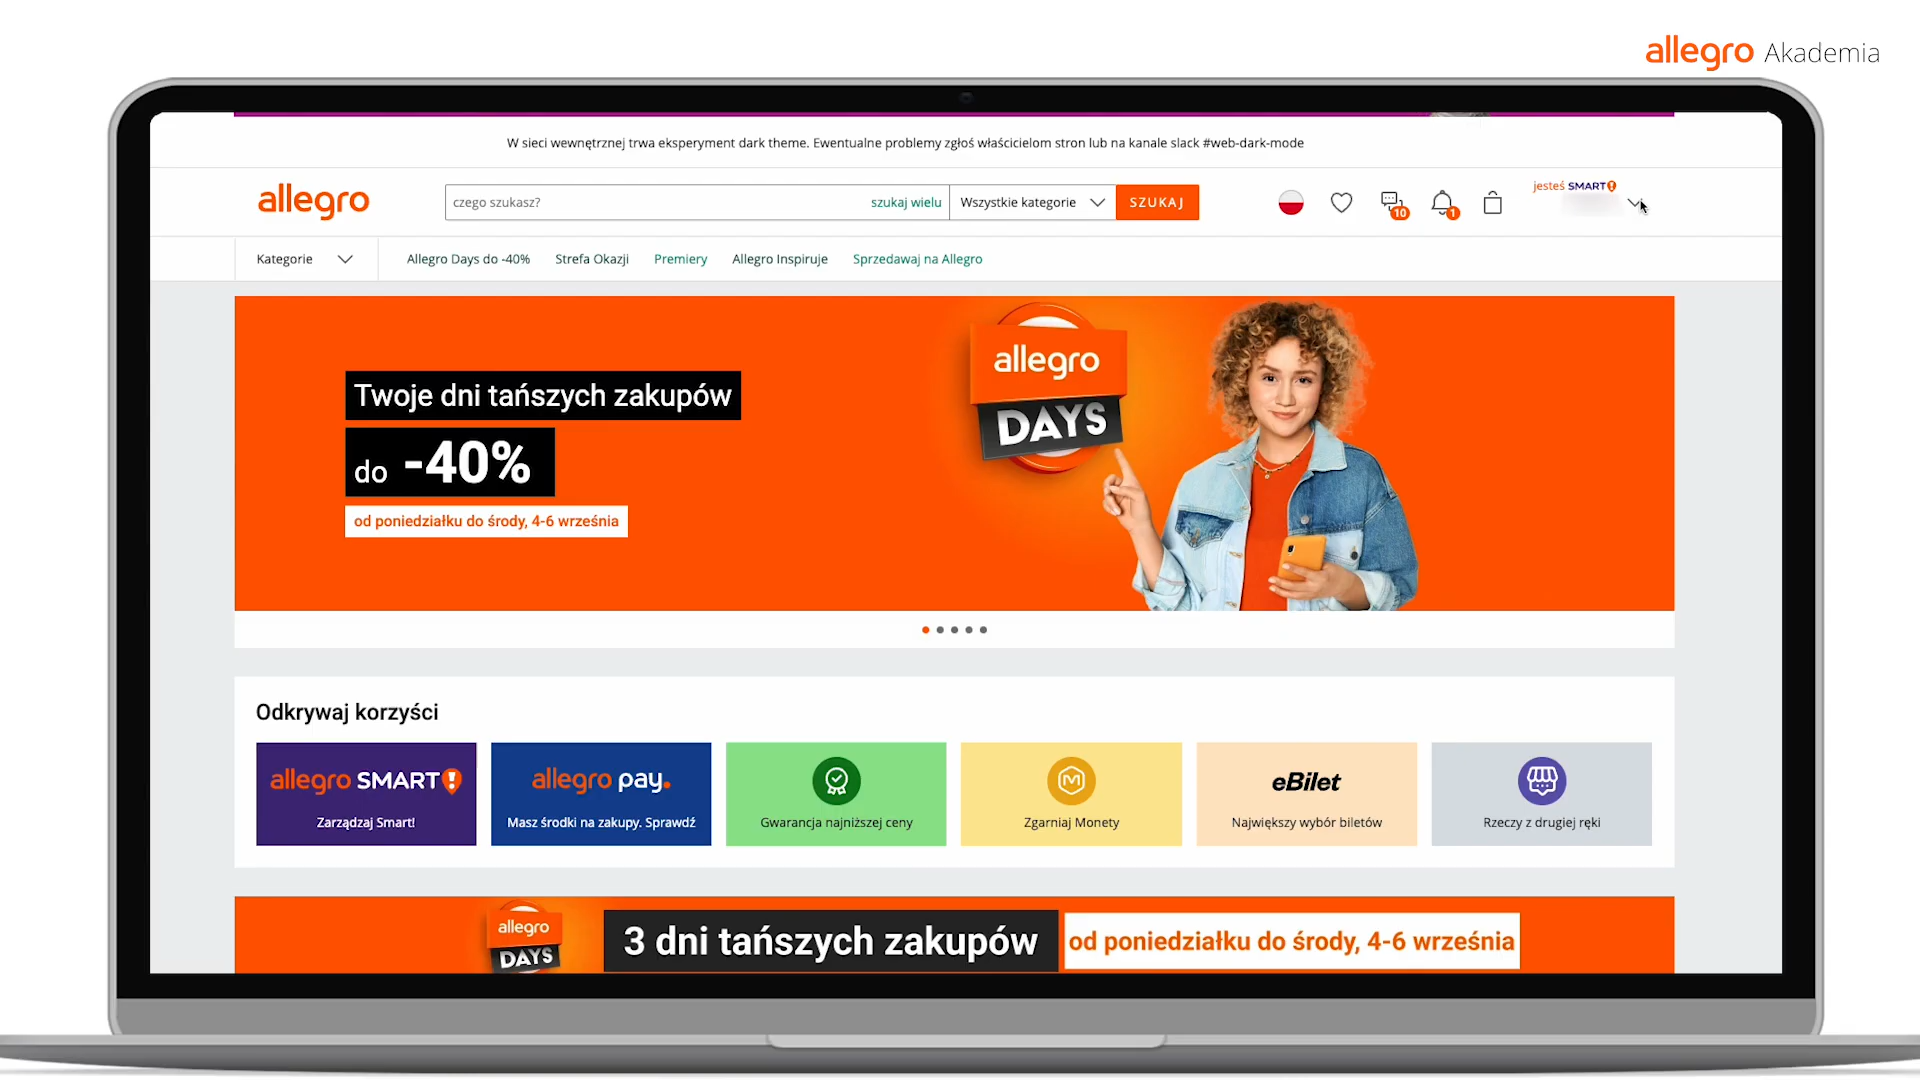 allegro Akademia
W sieci wewnętrznej trwa eksperyment dark theme. Ewentualne problemy zgłoś właścicielom stron lub na kanale slack #web-dark-mode
allegro
czego szukasz?
szukaj wielu
Wszystkie kategorie
SZUKAJ
10
1
jesteś SMART!
Kategorie
Allegro Days do -40%
Strefa Okazji
Premiery
Allegro Inspiruje
Sprzedawaj na Allegro
Twoje dni tańszych zakupów
do -40%
od poniedziałku do środy, 4-6 września
allegro
DAYS
Odkrywaj korzyści
allegro SMART!
Zarządzaj Smart!
allegro pay.
Masz środki na zakupy. Sprawdź
Gwarancja najniższej ceny
Zgarniaj Monety
eBilet
Największy wybór biletów
Rzeczy z drugiej ręki
allegro
DAYS
3 dni tańszych zakupów
od poniedziałku do środy, 4-6 września